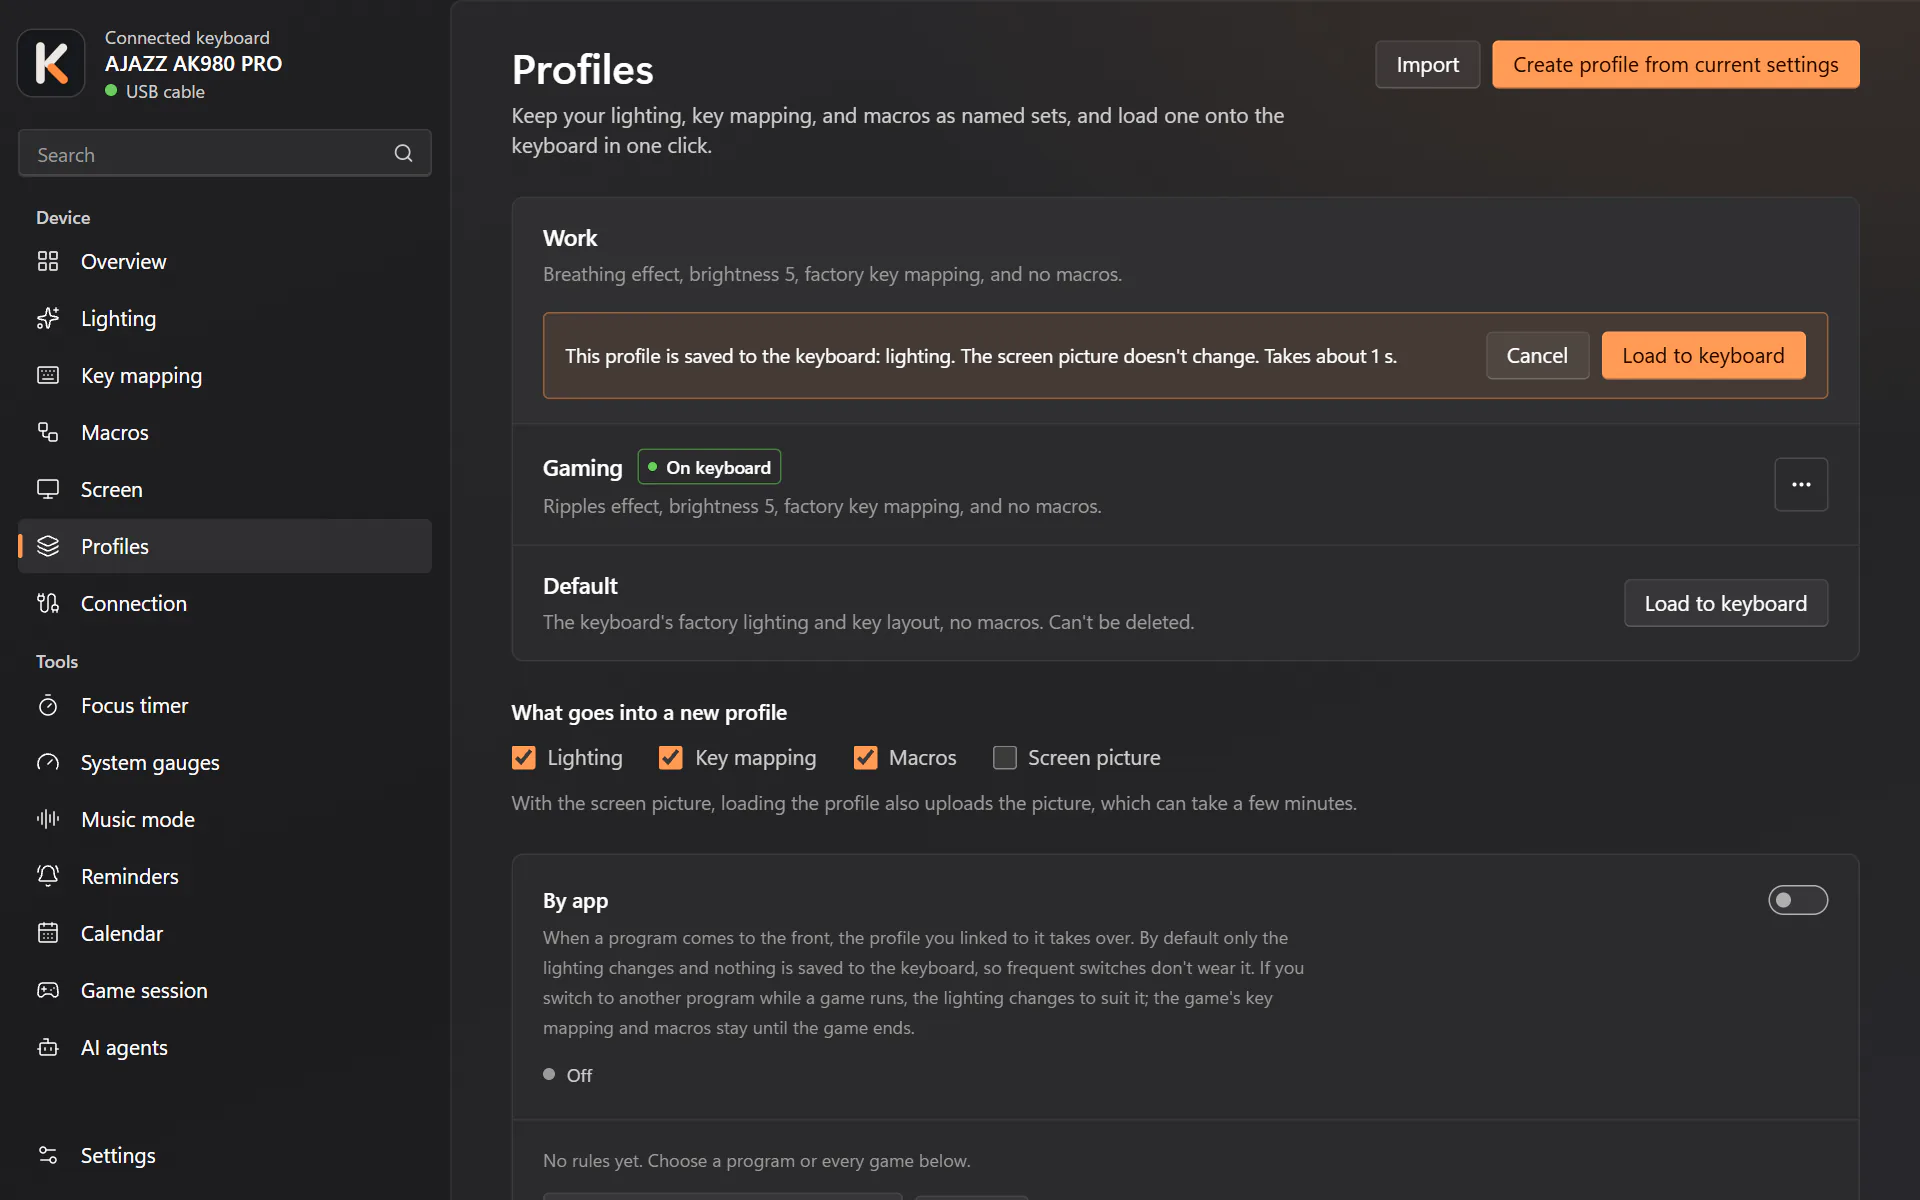 Connected keyboard
AJAZZ AK980 PRO
USB cable
Search
Device
Overview
Lighting
Key mapping
Macros
Screen
Profiles
Connection
Tools
Focus timer
System gauges
Music mode
Reminders
Calendar
Game session
AI agents
Settings
Profiles
Import
Create profile from current settings
Keep your lighting, key mapping, and macros as named sets, and load one onto the
keyboard in one click.
Work
Breathing effect, brightness 5, factory key mapping, and no macros.
This profile is saved to the keyboard: lighting. The screen picture doesn't change. Takes about 1 s.
Cancel
Load to keyboard
Gaming
On keyboard
Ripples effect, brightness 5, factory key mapping, and no macros.
Default
The keyboard's factory lighting and key layout, no macros. Can't be deleted.
Load to keyboard
What goes into a new profile
Lighting
Key mapping
Macros
Screen picture
With the screen picture, loading the profile also uploads the picture, which can take a few minutes.
By app
When a program comes to the front, the profile you linked to it takes over. By default only the
lighting changes and nothing is saved to the keyboard, so frequent switches don't wear it. If you
switch to another program while a game runs, the lighting changes to suit it; the game's key
mapping and macros stay until the game ends.
Off
No rules yet. Choose a program or every game below.